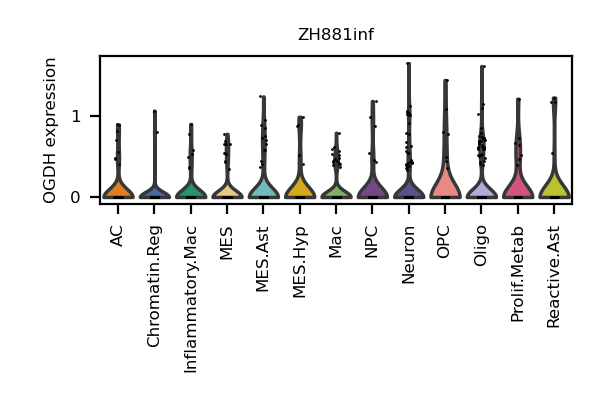 ZH881inf
OGDH expression
1
0
AC
Chromatin.Reg
Inflammatory.Mac
MES
MES.Ast
MES.Hyp
Mac
NPC
Neuron
OPC
Oligo
Prolif.Metab
Reactive.Ast